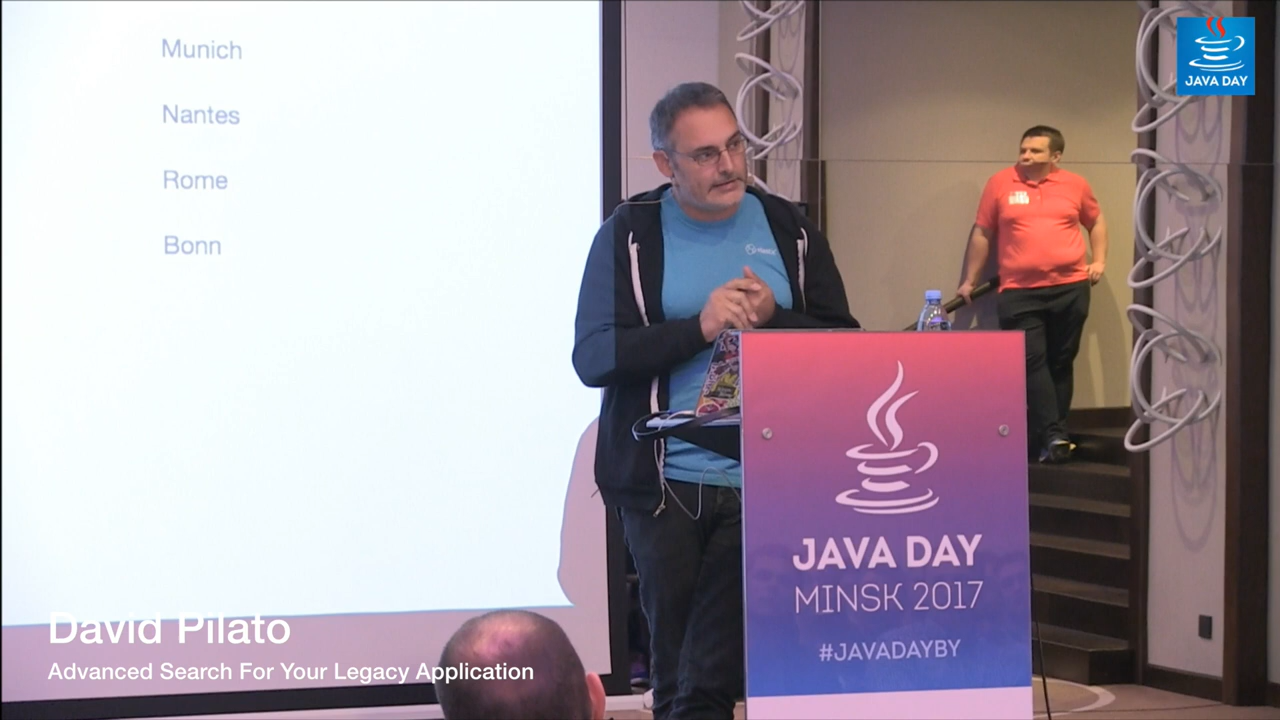 Munich
Nantes
Rome
Bonn
JAVA DAY
JAVA DAY
MINSK 2017
#JAVADAYBY
David Pilato
Advanced Search For Your Legacy Application